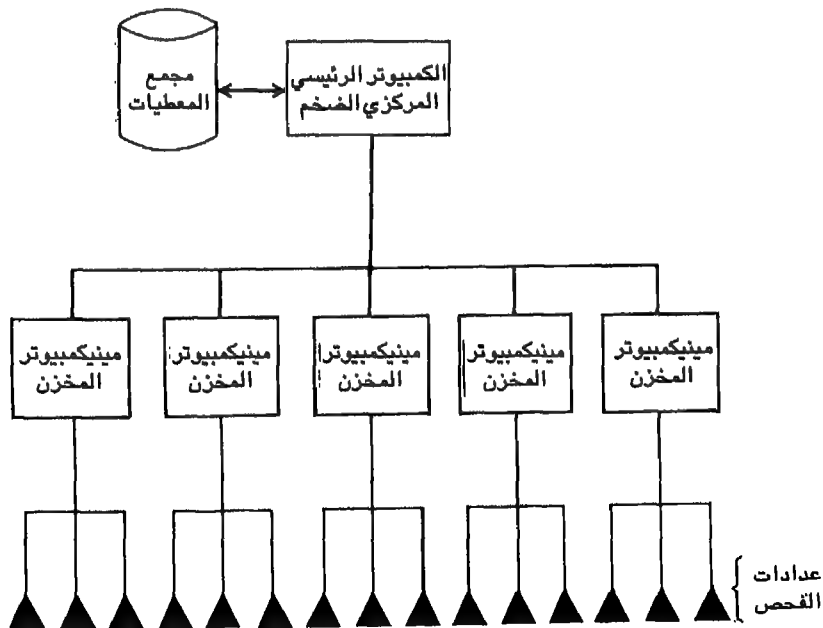 مجمع
المعطيات
الكمبيوتر الرئيسي
المركزي الضخم
مينيكمبيوتر
المخزن
مينيكمبيوتر
المخزن
مينيكمبيوتر
المخزن
مينيكمبيوتر
المخزن
مينيكمبيوتر
المخزن
عدادات
الفحص